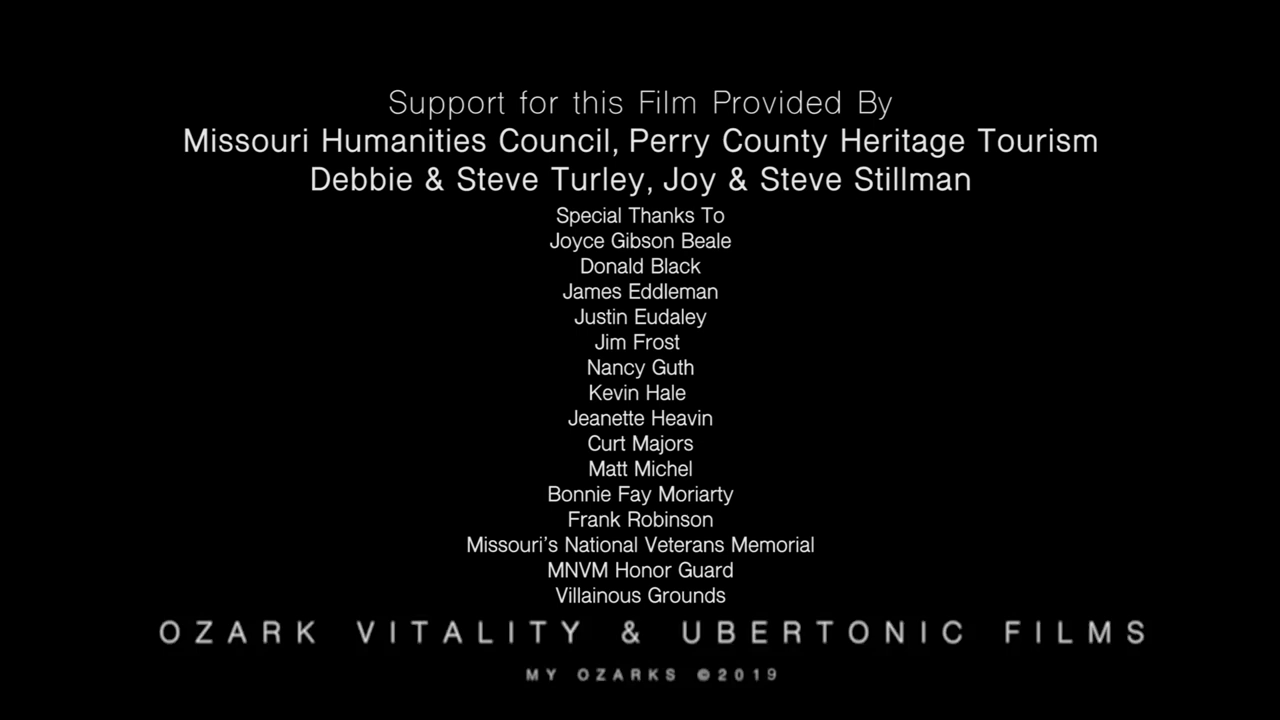 Support for this Film Provided By
Missouri Humanities Council, Perry County Heritage Tourism
Debbie & Steve Turley, Joy & Steve Stillman
Special Thanks To
Joyce Gibson Beale
Donald Black
James Eddleman
Justin Eudaley
Jim Frost
Nancy Guth
Kevin Hale
Jeanette Heavin
Curt Majors
Matt Michel
Bonnie Fay Moriarty
Frank Robinson
Missouri's National Veterans Memorial
MNVM Honor Guard
Villainous Grounds
OZARK VITALITY & UBERTONIC FILMS
MY OZARKS ©2019